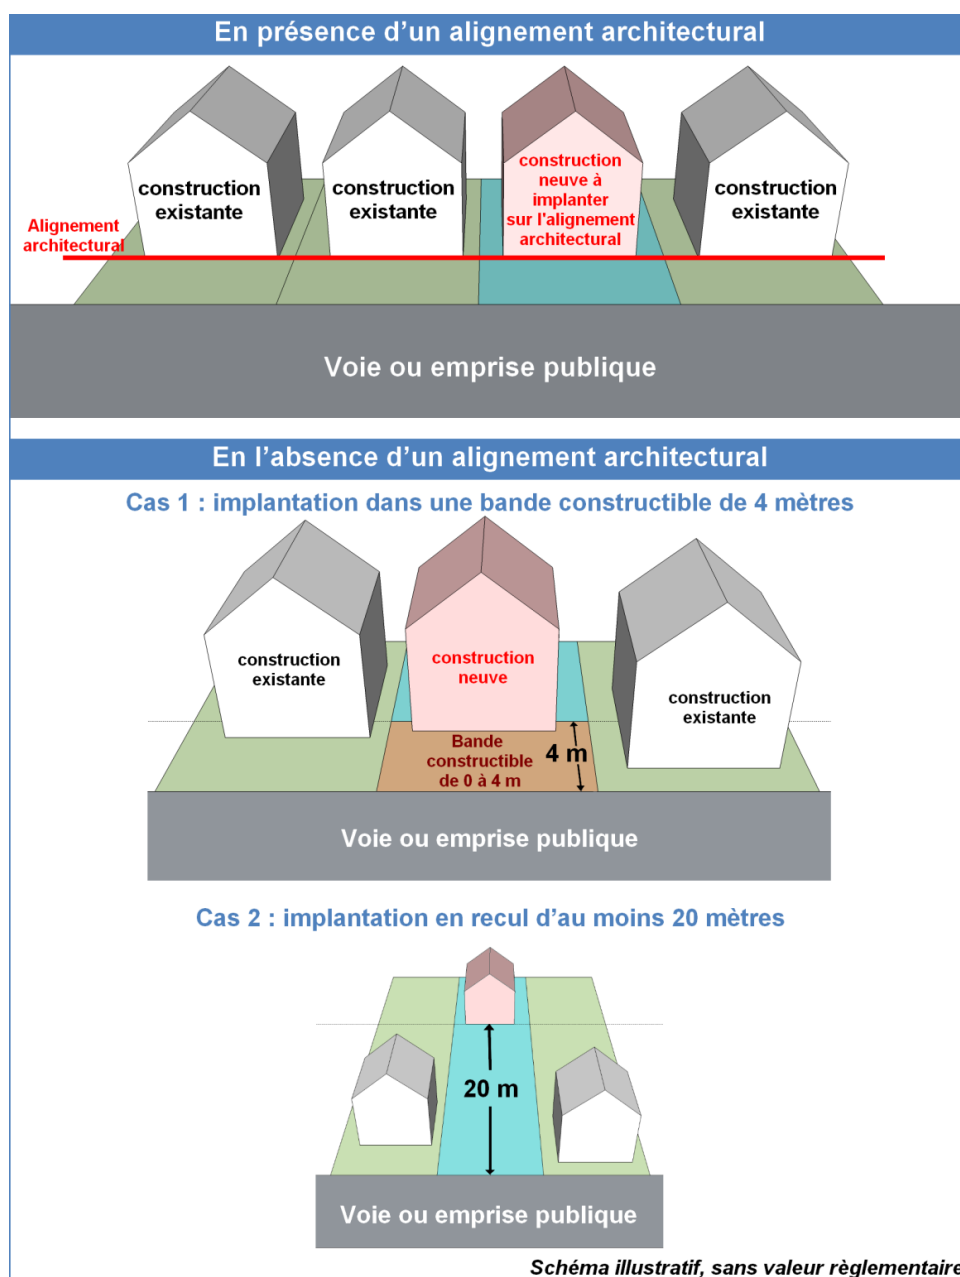 En présence d'un alignement architectural
construction
existante
construction
existante
construction
neuve à
implanter
sur l'alignement
architectural
construction
existante
Alignement
architectural
Voie ou emprise publique
En l'absence d'un alignement architectural
Cas 1 : implantation dans une bande constructible de 4 mètres
construction
existante
construction
neuve
construction
existante
Bande
constructible
de 0 à 4 m
4 m
Voie ou emprise publique
Cas 2 : implantation en recul d'au moins 20 mètres
20 m
Voie ou emprise publique
Schéma illustratif, sans valeur règlementaire